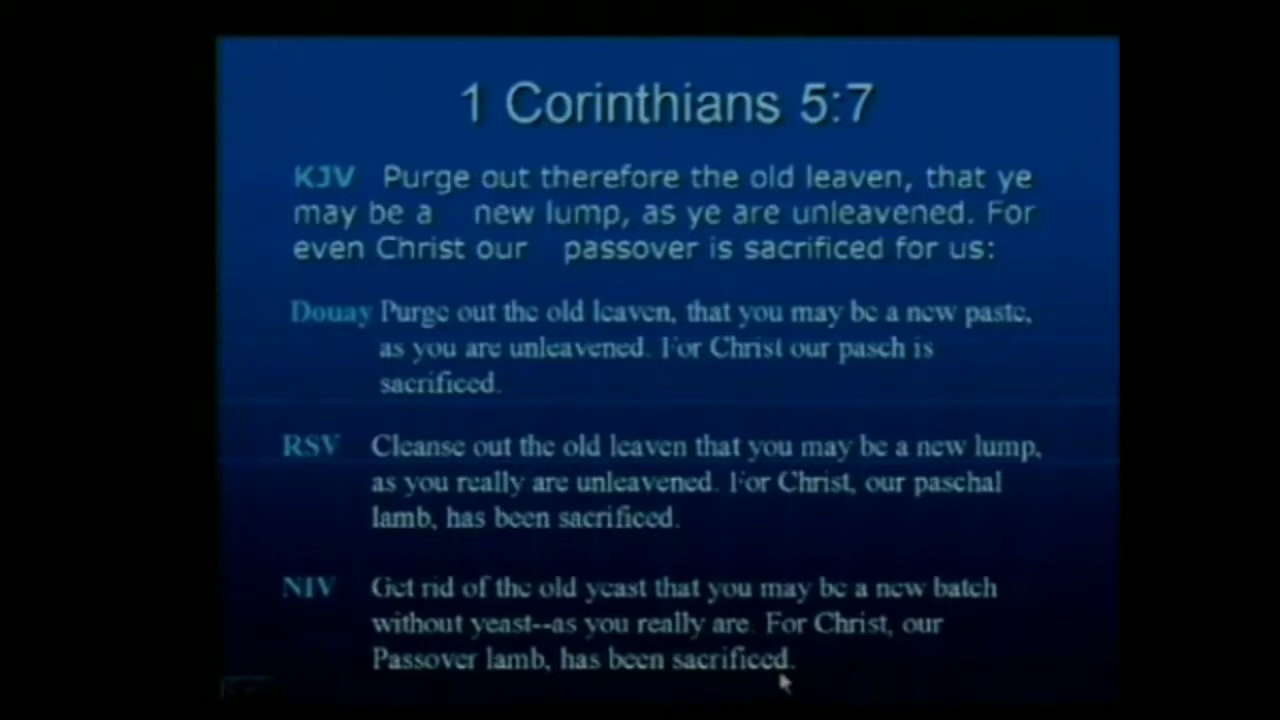 1 Corinthians 5:7
KJV Purge out therefore the old leaven, that ye
may be a new lump, as ye are unleavened. For
even Christ our passover is sacrificed for us:
Douay Purge out the old leaven, that you may be a new paste,
as you are unleavened. For Christ our pasch is
sacrificed.
RSV Cleanse out the old leaven that you may be a new lump,
as you really are unleavened. For Christ, our paschal
lamb, has been sacrificed.
NIV Get rid of the old yeast that you may be a new batch
without yeast--as you really are. For Christ, our
Passover lamb, has been sacrificed.